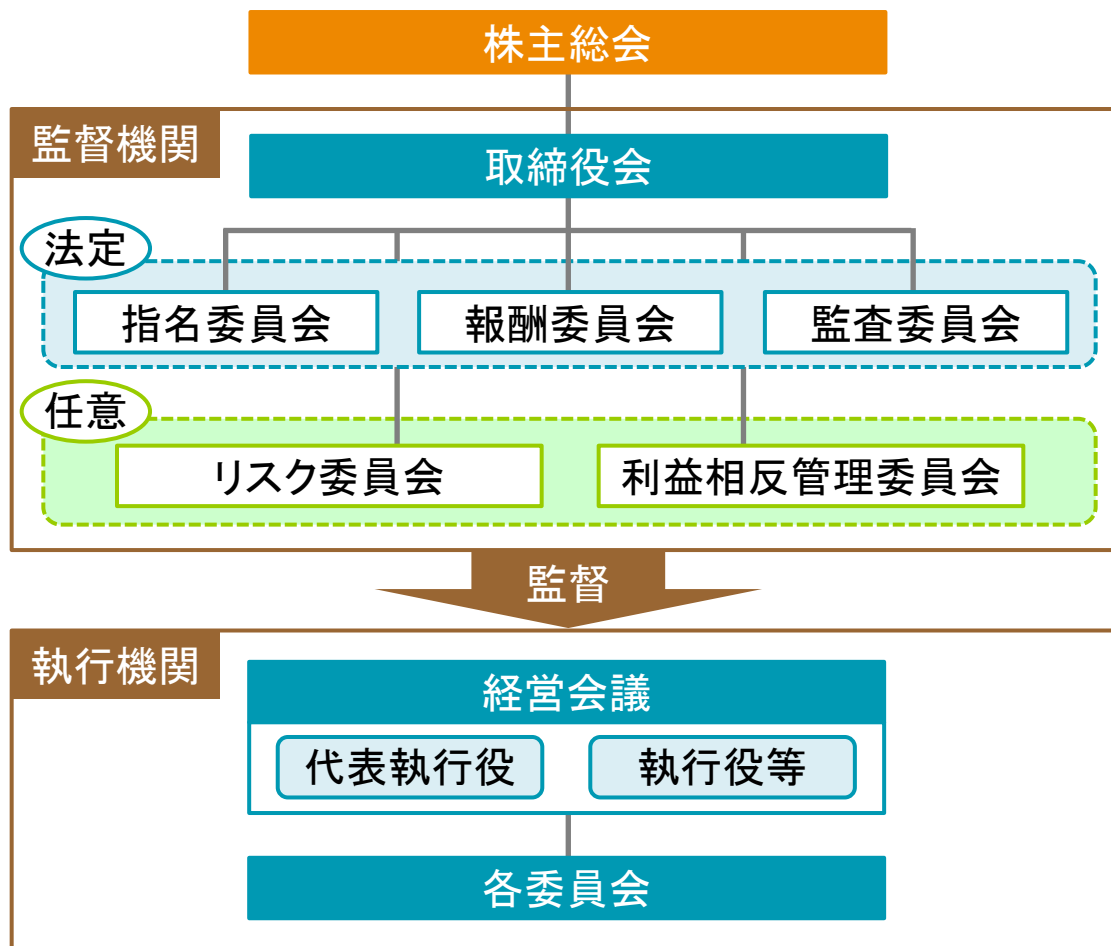 株主総会
監督機関
取締役会
法定
指名委員会
報酬委員会
監査委員会
任意
リスク委員会
利益相反管理委員会
監督
執行機関
経営会議
代表執行役
執行役等
各委員会